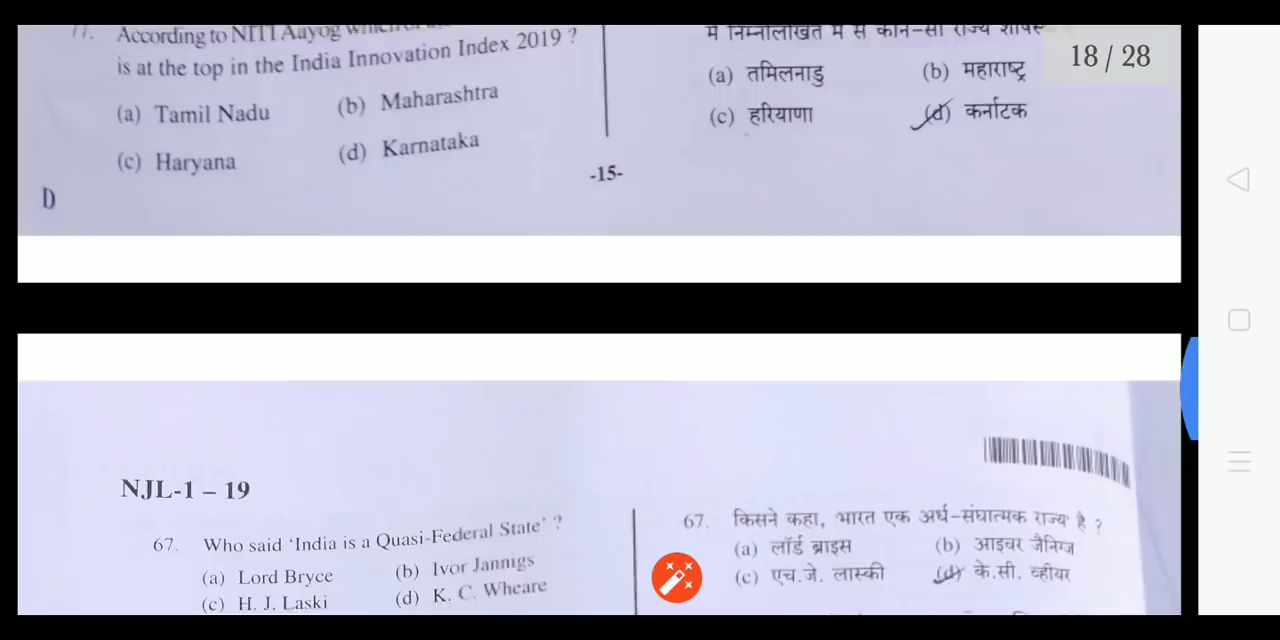 According to NITI Aayog
is at the top in the India Innovation Index 2019 ?
(a) Tamil Nadu (b) Maharashtra
(c) Haryana (d) Karnataka
D
में निम्नलिखित में से कौन-सा राज्य
(a) तमिलनाडु (b) महाराष्ट्र
(c) हरियाणा (d) कर्नाटक
18 / 28
-15-
NJL-1 – 19
67. Who said ‘India is a Quasi-Federal State’ ?
(a) Lord Bryce (b) Ivor Jannigs
(c) H. J. Laski (d) K. C. Wheare
67. किसने कहा, भारत एक अर्ध-संघात्मक राज्य है ?
(a) लॉर्ड ब्राइस (b) आइवर जैनिग्ज
(c) एच.जे. लास्की (d) के.सी. व्हीयर